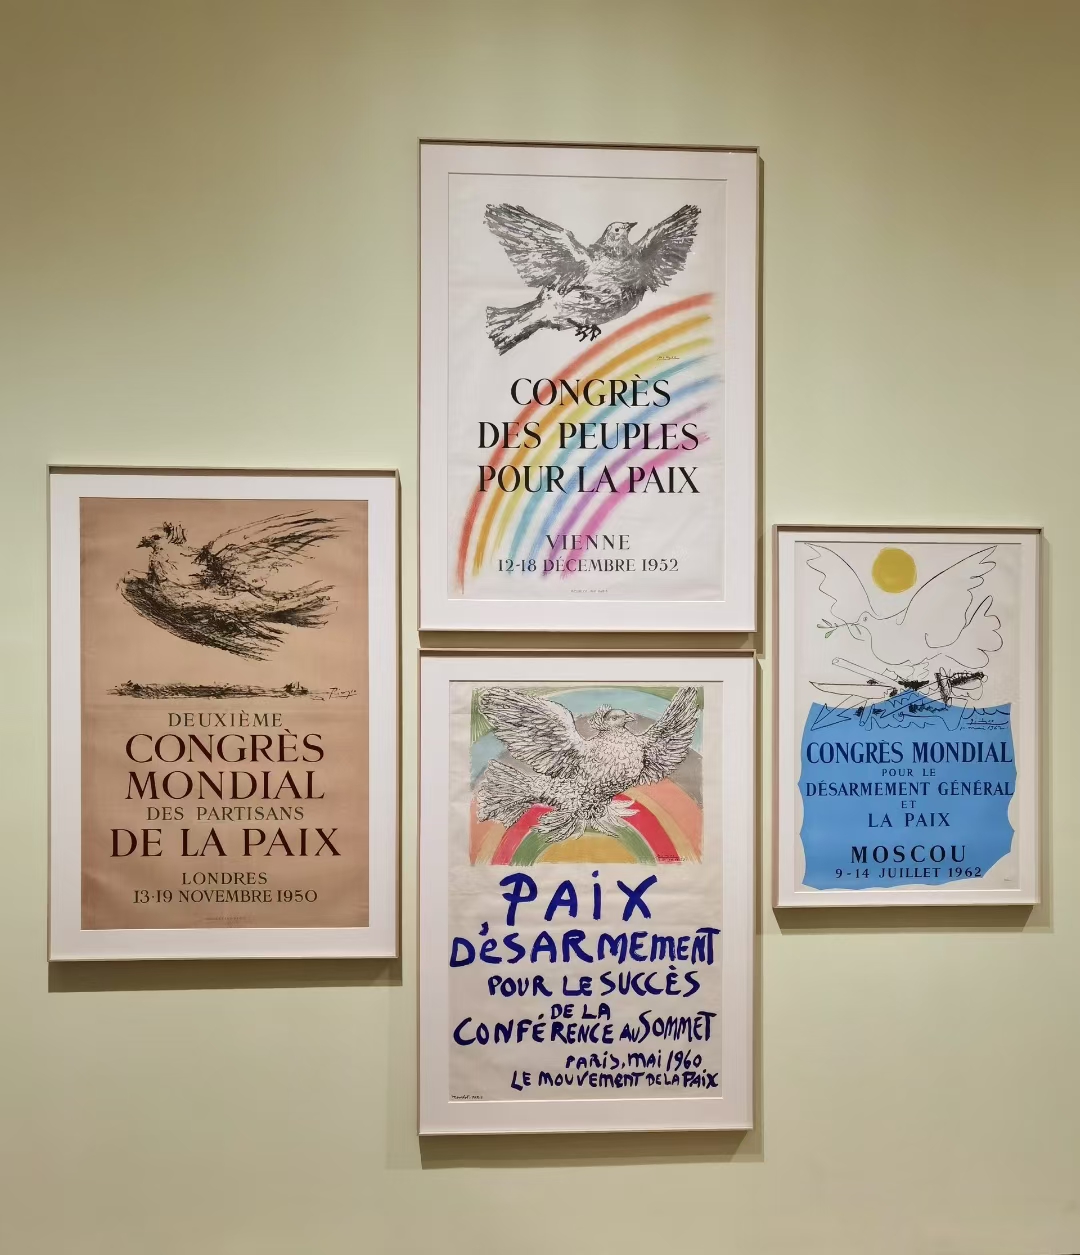 Picasso
DEUXIÈME
CONGRÈS
MONDIAL
DES PARTISANS
DE LA PAIX
LONDRES
13-19 NOVEMBRE 1950
CONGRÈS
DES PEUPLES
POUR LA PAIX
VIENNE
12-18 DÉCEMBRE 1952
PAIX
DÉSARMEMENT
POUR LE SUCCÈS
DE LA
CONFÉRENCE AU SOMMET
PARIS, MAI 1960
LE MOUVEMENT DE LA PAIX
CONGRÈS MONDIAL
POUR LE
DÉSARMEMENT GÉNÉRAL
ET
LA PAIX
MOSCOU
9-14 JUILLET 1962